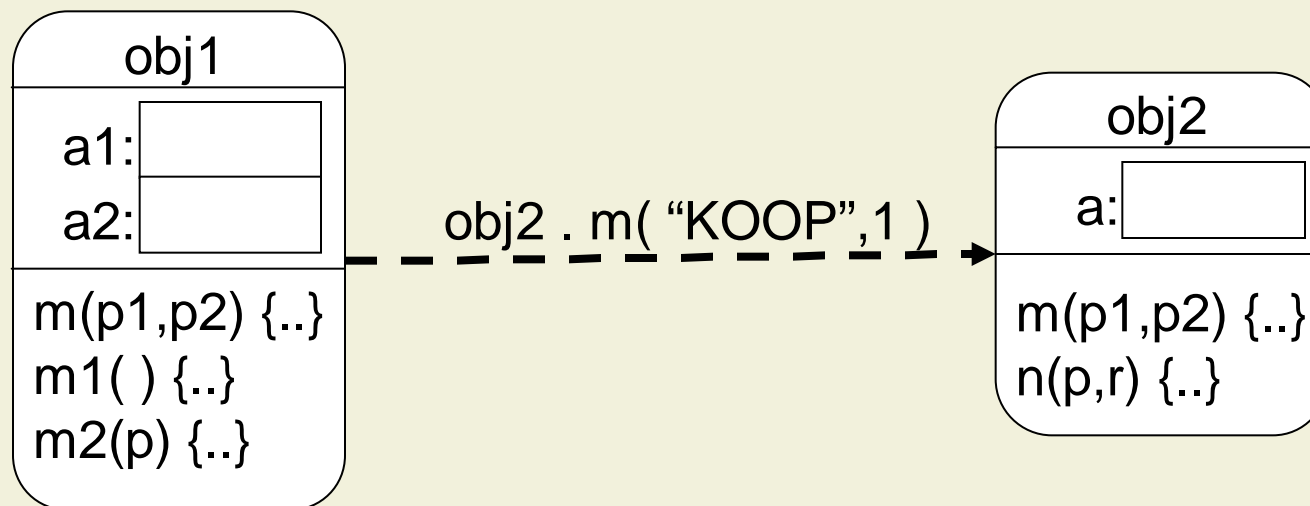 obj1
a1:
a2:
m(p1,p2) {..}
m1( ) {..}
m2(p) {..}
obj2 . m( “KOOP”,1 )
obj2
a:
m(p1,p2) {..}
n(p,r) {..}